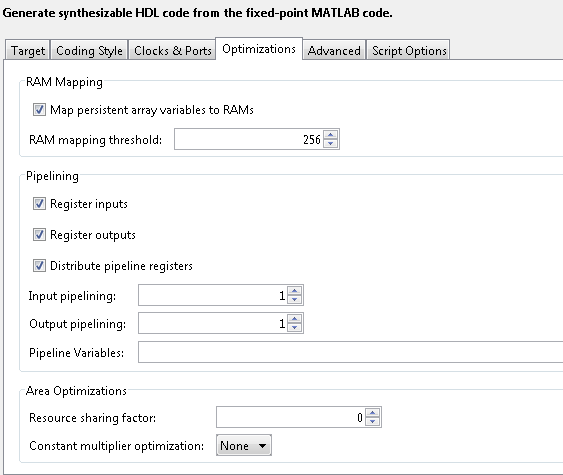 Generate synthesizable HDL code from the fixed-point MATLAB code.
Target Coding Style Clocks & Ports Optimizations Advanced Script Options
RAM Mapping
Map persistent array variables to RAMs
RAM mapping threshold: 256
Pipelining
Register inputs
Register outputs
Distribute pipeline registers
Input pipelining: 1
Output pipelining: 1
Pipeline Variables:
Area Optimizations
Resource sharing factor: 0
Constant multiplier optimization: None